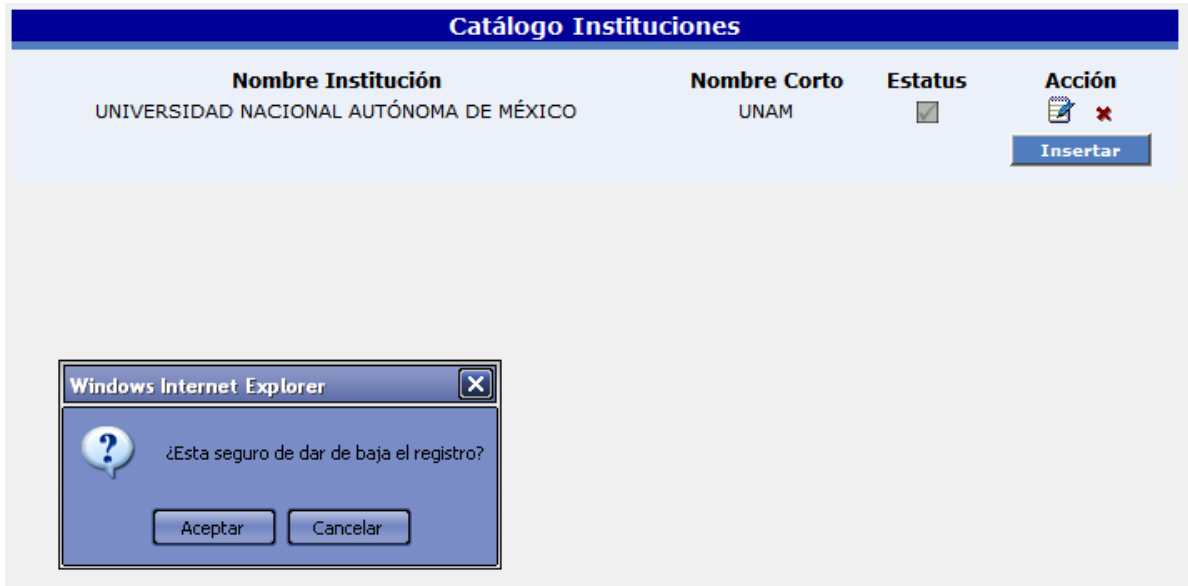 Catálogo Instituciones
Nombre Institución Nombre Corto Estatus Acción
UNIVERSIDAD NACIONAL AUTÓNOMA DE MÉXICO UNAM
Insertar
Windows Internet Explorer
¿Esta seguro de dar de baja el registro?
Aceptar Cancelar